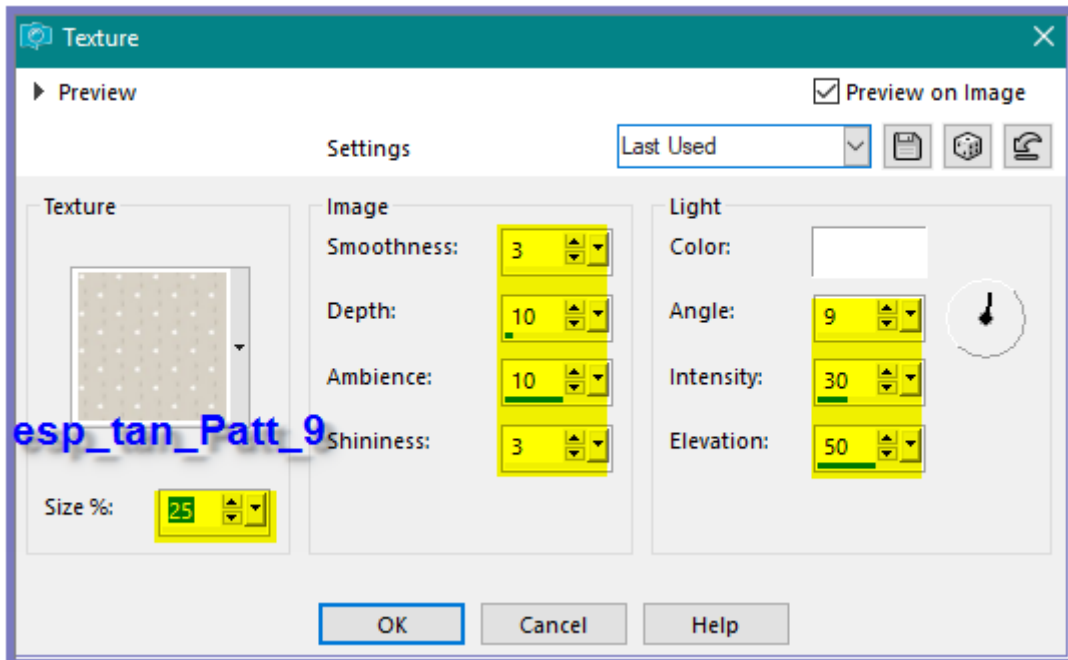 Texture
Preview
Preview on Image
Settings
Last Used
Texture
esp_tan_Patt_9
Size %: 25
Image
Smoothness: 3
Depth: 10
Ambience: 10
Shininess: 3
Light
Color:
Angle: 9
Intensity: 30
Elevation: 50
OK
Cancel
Help